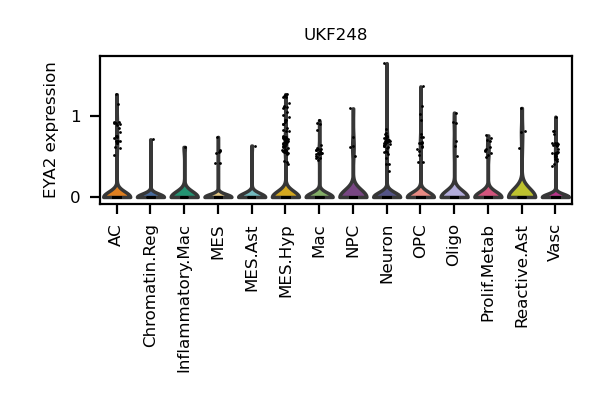 UKF248
EYA2 expression
1
0
AC
Chromatin.Reg
Inflammatory.Mac
MES
MES.Ast
MES.Hyp
Mac
NPC
Neuron
OPC
Oligo
Prolif.Metab
Reactive.Ast
Vasc